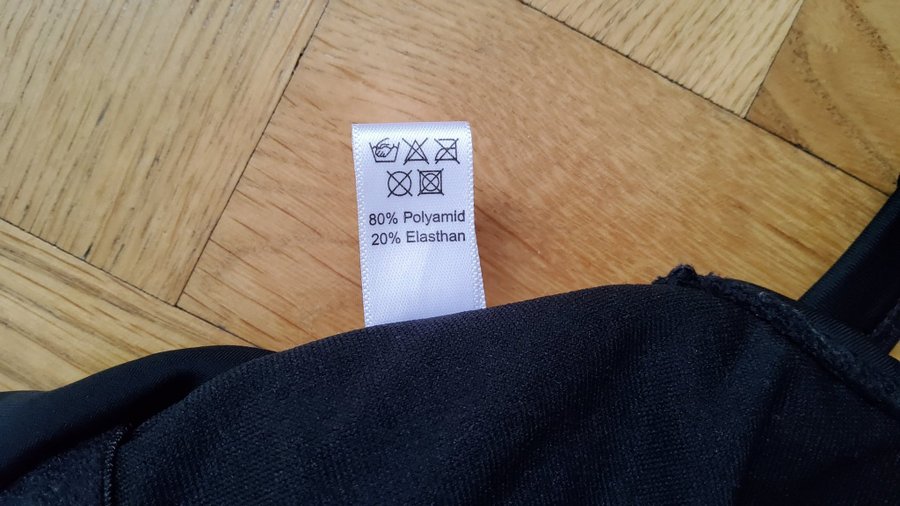 80% Polyamid
20% Elasthan